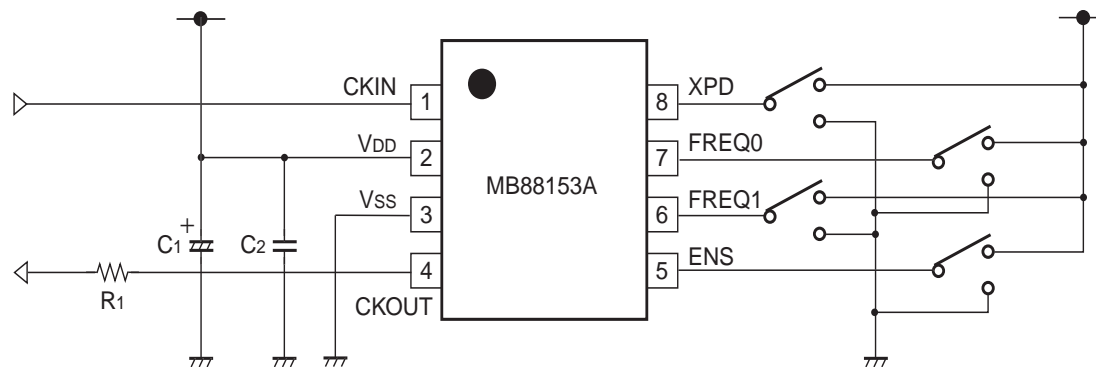 CKIN
1
VDD
2
VSS
3
4
CKOUT
+
C1
C2
R1
MB88153A
8
XPD
7
FREQ0
6
FREQ1
5
ENS